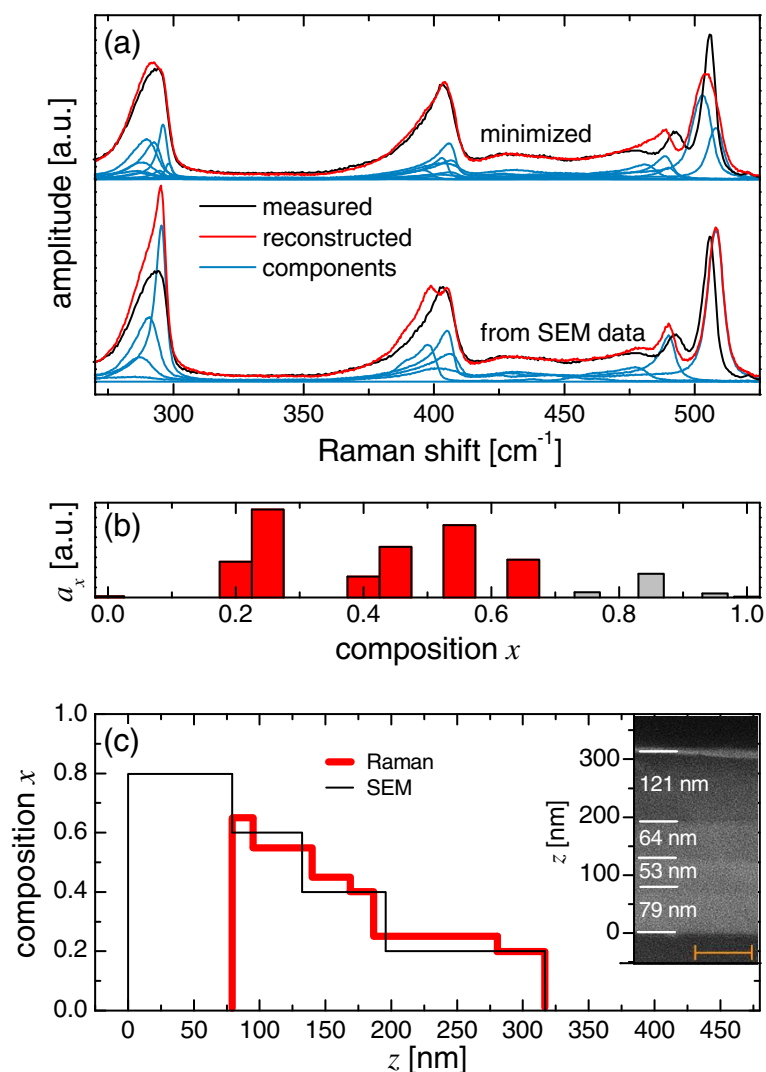 (a)
amplitude [a.u.]
minimized
measured
reconstructed
components
from SEM data
300 350 400 450 500
Raman shift [cm⁻¹]
(b)
aₓ [a.u.]
0.0 0.2 0.4 0.6 0.8 1.0
composition x
(c)
composition x
1.0
0.8
0.6
0.4
0.2
0.0
Raman
SEM
z [nm]
300
200
100
0
121 nm
64 nm
53 nm
79 nm
0 50 100 150 200 250 300 350 400 450
z [nm]